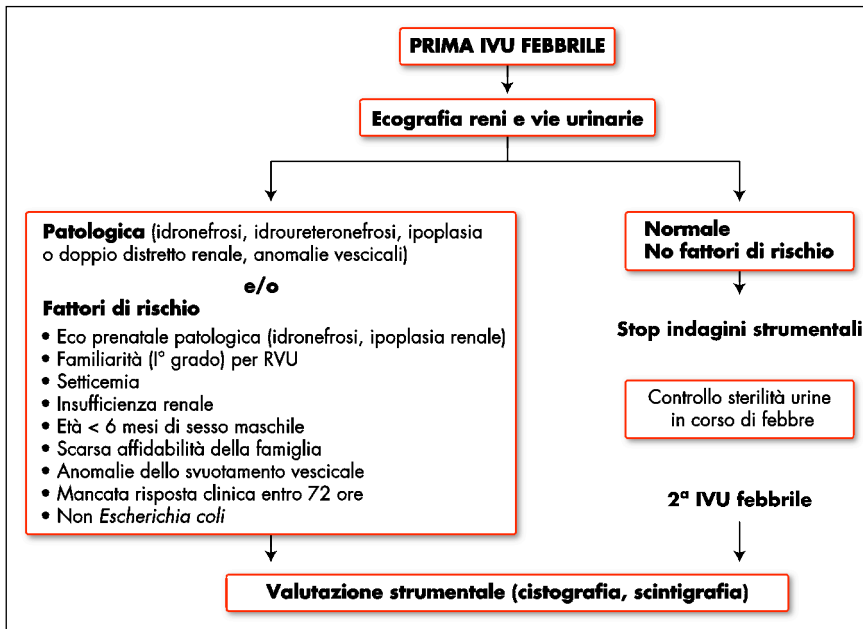 PRIMA IVU FEBBRILE
Ecografia reni e vie urinarie
Patologica (idronefrosi, idroureteronefrosi, ipoplasia
o doppio distretto renale, anomalie vescicali)
e/o
Fattori di rischio
• Eco prenatale patologica (idronefrosi, ipoplasia renale)
• Familiarità (I° grado) per RVU
• Setticemia
• Insufficienza renale
• Età < 6 mesi di sesso maschile
• Scarsa affidabilità della famiglia
• Anomalie dello svuotamento vescicale
• Mancata risposta clinica entro 72 ore
• Non Escherichia coli
Normale
No fattori di rischio
Stop indagini strumentali
Controllo sterilità urine
in corso di febbre
2ª IVU febbrile
Valutazione strumentale (cistografia, scintigrafia)